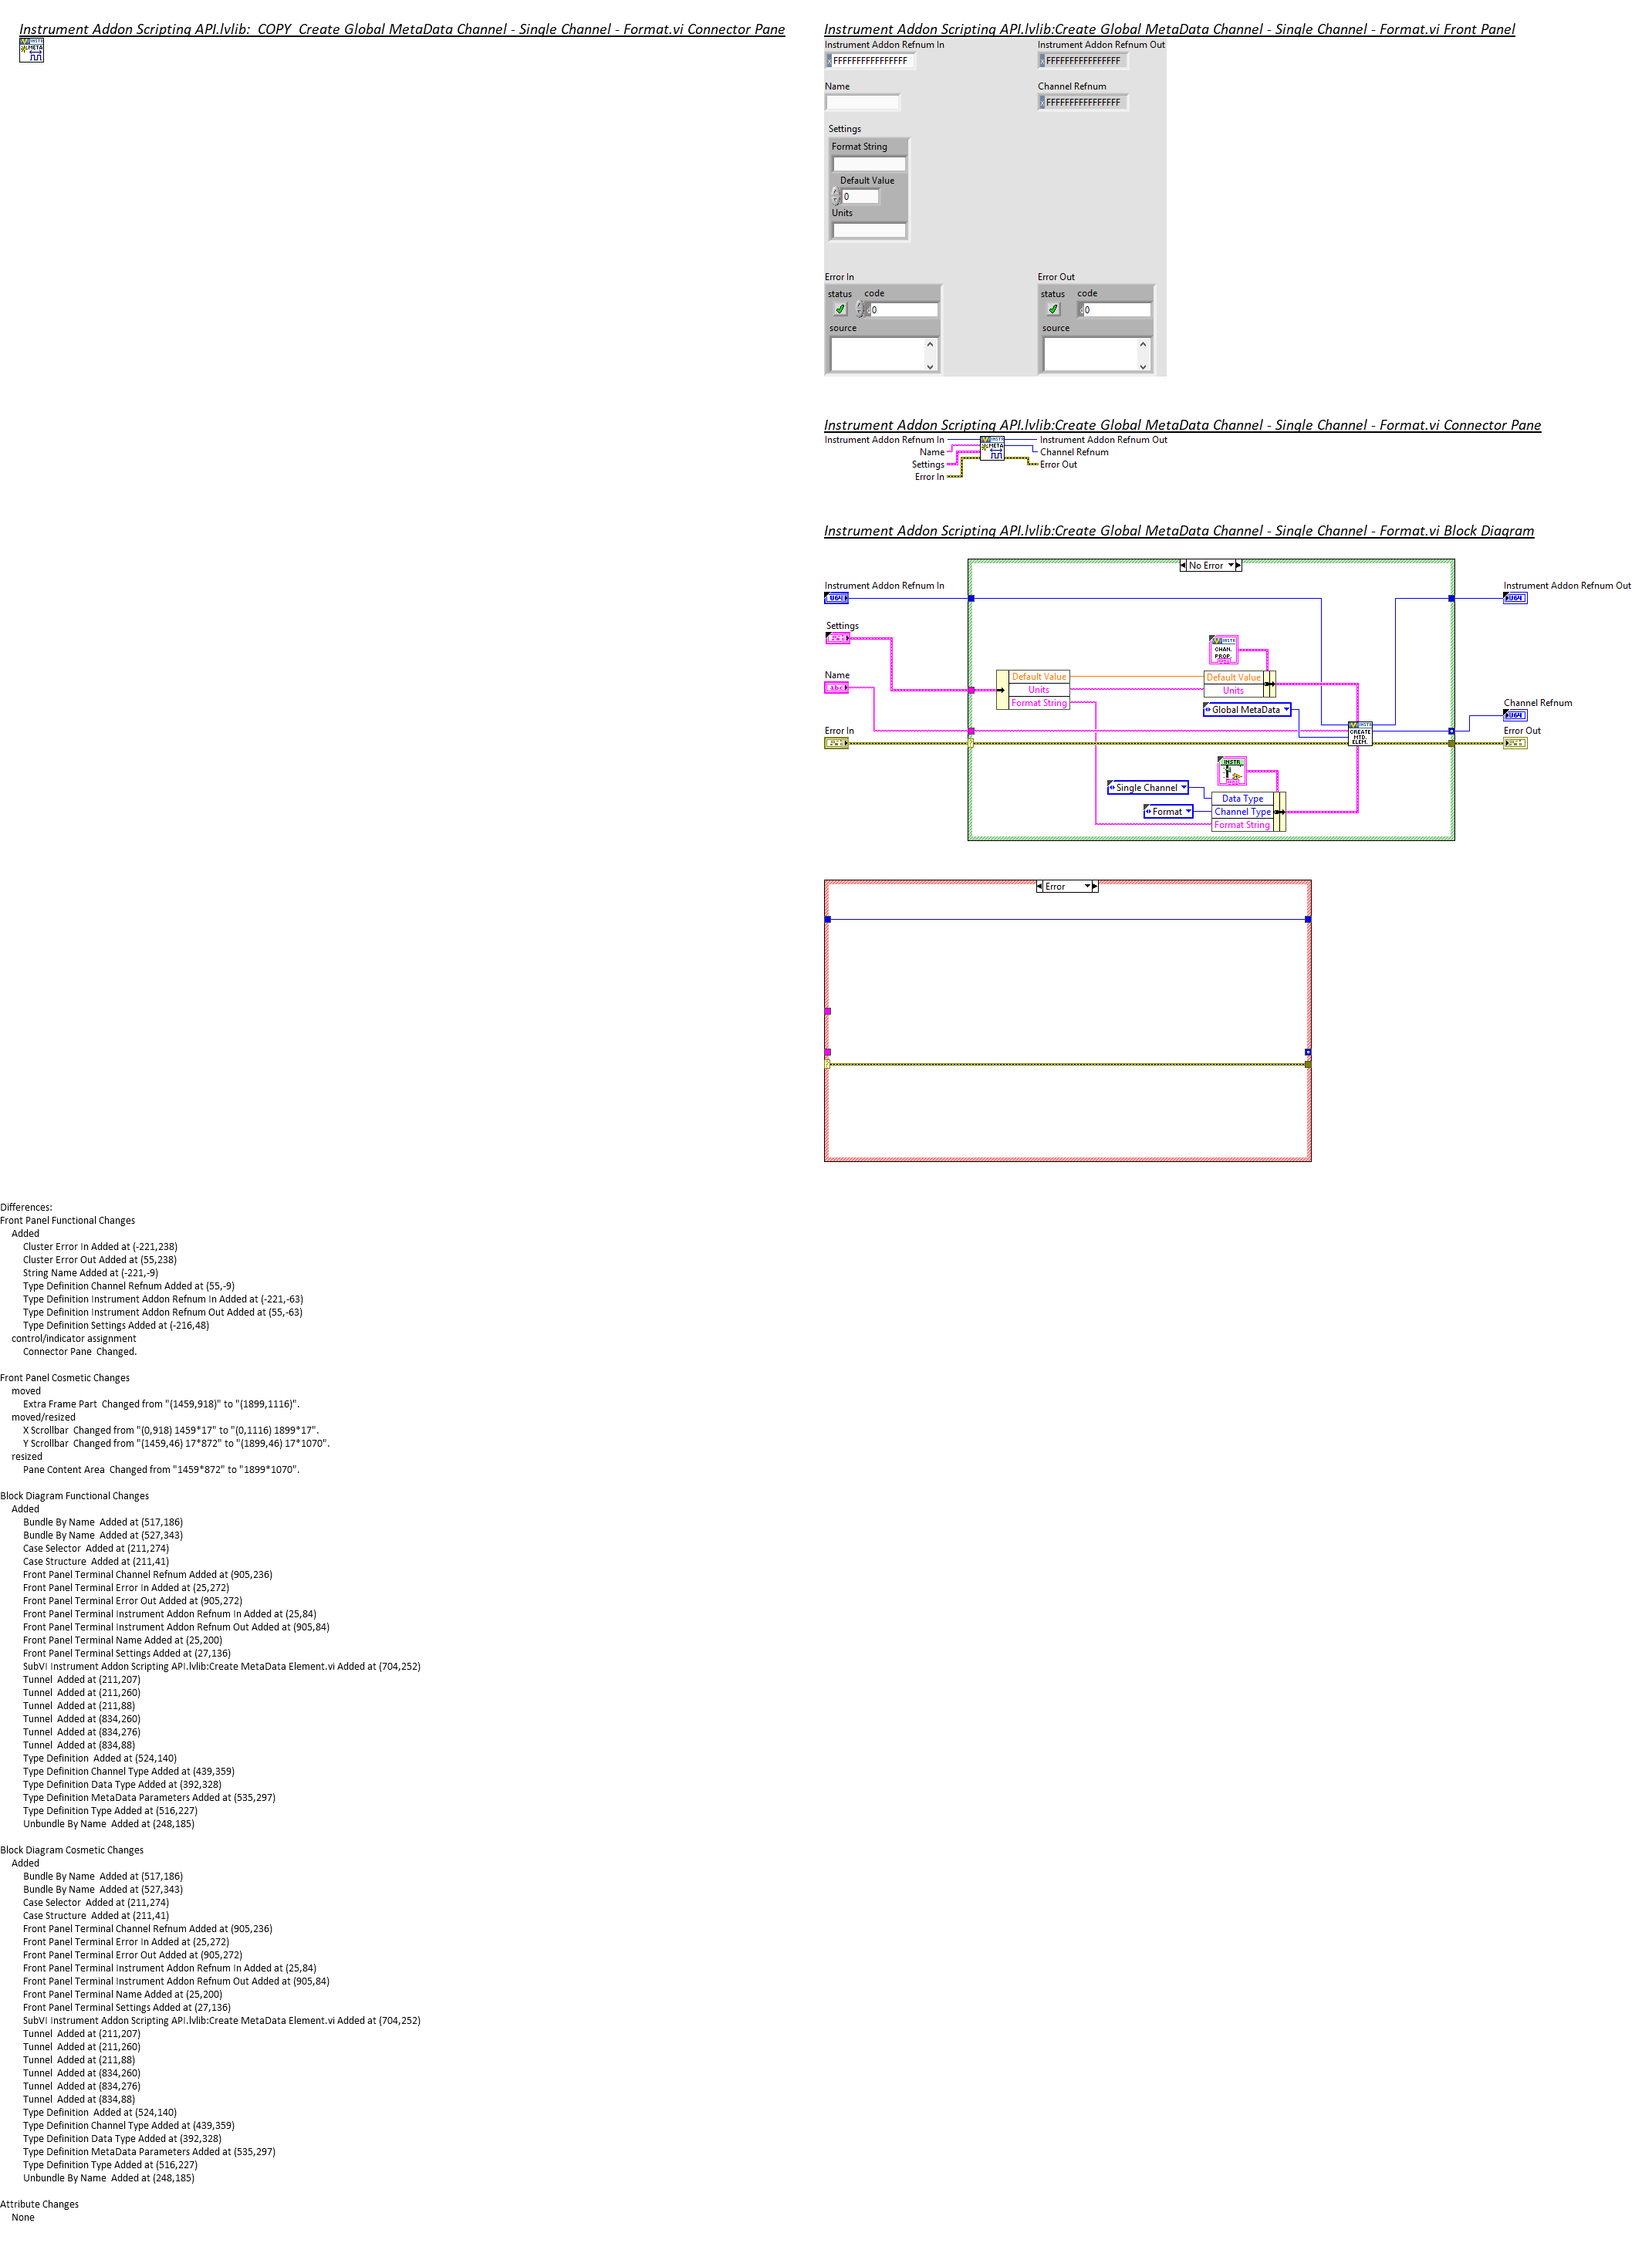 Instrument Addon Scripting API.lvlib:  COPY  Create Global MetaData Channel - Single Channel - Format.vi Connector Pane
INSTR
META
Instrument Addon Scripting API.lvlib:Create Global MetaData Channel - Single Channel - Format.vi Front Panel
Instrument Addon Refnum In
Instrument Addon Refnum Out
x FFFFFFFFFFFFFFFF
x FFFFFFFFFFFFFFFF
Name
Channel Refnum
x FFFFFFFFFFFFFFFF
Settings
Format String
Default Value
0
Units
Error In
Error Out
status code
status code
0
0
source
source
Instrument Addon Scripting API.lvlib:Create Global MetaData Channel - Single Channel - Format.vi Connector Pane
Instrument Addon Refnum In
Instrument Addon Refnum Out
INSTR
META
Name
Channel Refnum
Settings
Error Out
Error In
Instrument Addon Scripting API.lvlib:Create Global MetaData Channel - Single Channel - Format.vi Block Diagram
No Error
Instrument Addon Refnum In
U64
Instrument Addon Refnum Out
U64
Settings
INSTR
CHAN.
PROP.
Name
abc
Default Value
Units
Format String
Default Value
Units
Global MetaData
Channel Refnum
U64
Error In
Error Out
INSTR
CREATE
MTD.
ELEM.
INSTR.
Single Channel
Data Type
Format
Channel Type
Format String
Error
Differences:
Front Panel Functional Changes
Added
Cluster Error In Added at (-221,238)
Cluster Error Out Added at (55,238)
String Name Added at (-221,-9)
Type Definition Channel Refnum Added at (55,-9)
Type Definition Instrument Addon Refnum In Added at (-221,-63)
Type Definition Instrument Addon Refnum Out Added at (55,-63)
Type Definition Settings Added at (-216,48)
control/indicator assignment
Connector Pane  Changed.
Front Panel Cosmetic Changes
moved
Extra Frame Part  Changed from "(1459,918)" to "(1899,1116)".
moved/resized
X Scrollbar  Changed from "(0,918) 1459*17" to "(0,1116) 1899*17".
Y Scrollbar  Changed from "(1459,46) 17*872" to "(1899,46) 17*1070".
resized
Pane Content Area  Changed from "1459*872" to "1899*1070".
Block Diagram Functional Changes
Added
Bundle By Name  Added at (517,186)
Bundle By Name  Added at (527,343)
Case Selector  Added at (211,274)
Case Structure  Added at (211,41)
Front Panel Terminal Channel Refnum Added at (905,236)
Front Panel Terminal Error In Added at (25,272)
Front Panel Terminal Error Out Added at (905,272)
Front Panel Terminal Instrument Addon Refnum In Added at (25,84)
Front Panel Terminal Instrument Addon Refnum Out Added at (905,84)
Front Panel Terminal Name Added at (25,200)
Front Panel Terminal Settings Added at (27,136)
SubVI Instrument Addon Scripting API.lvlib:Create MetaData Element.vi Added at (704,252)
Tunnel  Added at (211,207)
Tunnel  Added at (211,260)
Tunnel  Added at (211,88)
Tunnel  Added at (834,260)
Tunnel  Added at (834,276)
Tunnel  Added at (834,88)
Type Definition  Added at (524,140)
Type Definition Channel Type Added at (439,359)
Type Definition Data Type Added at (392,328)
Type Definition MetaData Parameters Added at (535,297)
Type Definition Type Added at (516,227)
Unbundle By Name  Added at (248,185)
Block Diagram Cosmetic Changes
Added
Bundle By Name  Added at (517,186)
Bundle By Name  Added at (527,343)
Case Selector  Added at (211,274)
Case Structure  Added at (211,41)
Front Panel Terminal Channel Refnum Added at (905,236)
Front Panel Terminal Error In Added at (25,272)
Front Panel Terminal Error Out Added at (905,272)
Front Panel Terminal Instrument Addon Refnum In Added at (25,84)
Front Panel Terminal Instrument Addon Refnum Out Added at (905,84)
Front Panel Terminal Name Added at (25,200)
Front Panel Terminal Settings Added at (27,136)
SubVI Instrument Addon Scripting API.lvlib:Create MetaData Element.vi Added at (704,252)
Tunnel  Added at (211,207)
Tunnel  Added at (211,260)
Tunnel  Added at (211,88)
Tunnel  Added at (834,260)
Tunnel  Added at (834,276)
Tunnel  Added at (834,88)
Type Definition  Added at (524,140)
Type Definition Channel Type Added at (439,359)
Type Definition Data Type Added at (392,328)
Type Definition MetaData Parameters Added at (535,297)
Type Definition Type Added at (516,227)
Unbundle By Name  Added at (248,185)
Attribute Changes
None